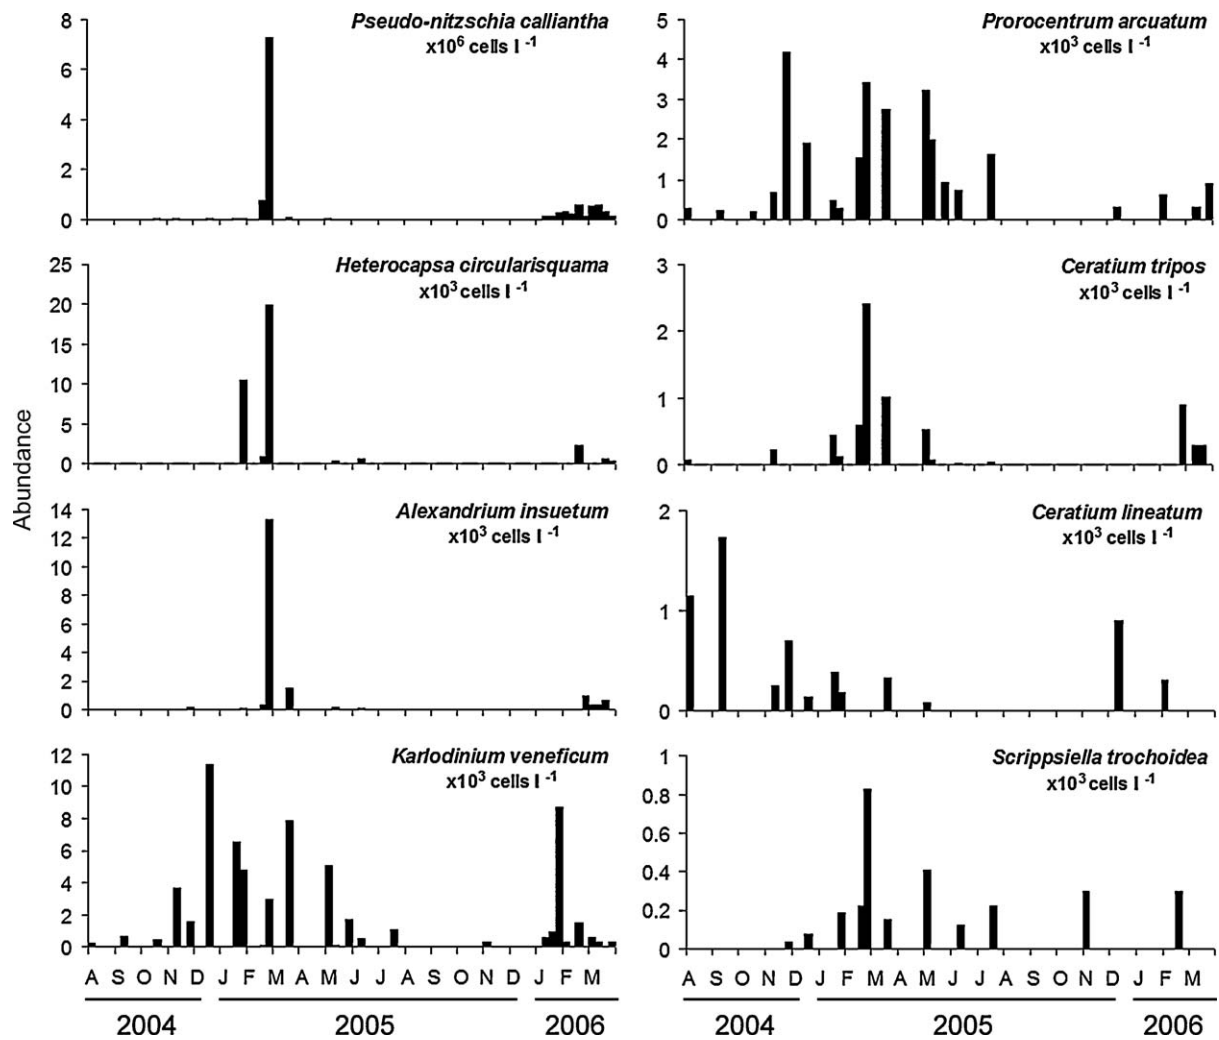 Abundance
Pseudo-nitzschia calliantha
x10⁶ cells l ⁻¹
8
6
4
2
0
Prorocentrum arcuatum
x10³ cells l ⁻¹
5
4
3
2
1
0
Heterocapsa circularisquama
x10³ cells l ⁻¹
25
20
15
10
5
0
Ceratium tripos
x10³ cells l ⁻¹
3
2
1
0
Alexandrium insuetum
x10³ cells l ⁻¹
14
12
10
8
6
4
2
0
Ceratium lineatum
x10³ cells l ⁻¹
2
1
0
Karlodinium veneficum
x10³ cells l ⁻¹
12
10
8
6
4
2
0
A S O N D J F M A M J J A S O N D J F M
2004 2005 2006
Scrippsiella trochoidea
x10³ cells l ⁻¹
1
0.8
0.6
0.4
0.2
0
A S O N D J F M A M J J A S O N D J F M
2004 2005 2006